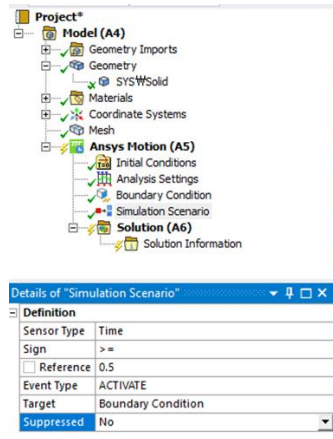 Project*
Model (A4)
Geometry Imports
Geometry
SYS₩Solid
Materials
Coordinate Systems
Mesh
Ansys Motion (A5)
Initial Conditions
Analysis Settings
Boundary Condition
Simulation Scenario
Solution (A6)
Solution Information
Details of "Simulation Scenario"
Definition
Sensor Type Time
Sign >=
Reference 0.5
Event Type ACTIVATE
Target Boundary Condition
Suppressed No